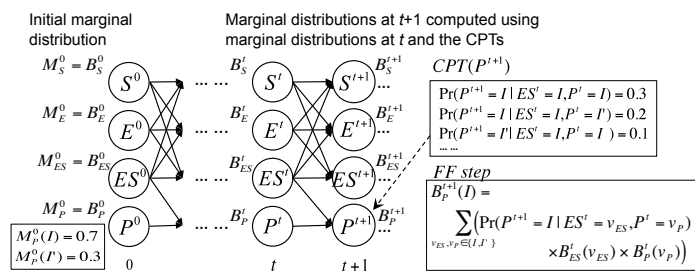 Initial marginal
distribution
Marginal distributions at t+1 computed using
marginal distributions at t and the CPTs
M_S^0 = B_S^0
S^0
... ...
B_S^t
S^t
B_S^{t+1}
S^{t+1}
...
M_E^0 = B_E^0
E^0
... ...
B_E^t
E^t
B_E^{t+1}
E^{t+1}
...
M_{ES}^0 = B_{ES}^0
ES^0
... ...
B_{ES}^t
ES^t
B_{ES}^{t+1}
ES^{t+1}
...
M_P^0 = B_P^0
P^0
... ...
B_P^t
P^t
B_P^{t+1}
P^{t+1}
...
M_P^0(I) = 0.7
M_P^0(I') = 0.3
0
t
t+1
CPT(P^{t+1})
Pr(P^{t+1} = I | ES^t = I, P^t = I) = 0.3
Pr(P^{t+1} = I | ES^t = I, P^t = I') = 0.2
Pr(P^{t+1} = I' | ES^t = I, P^t = I) = 0.1
... ...
FF step
B_P^{t+1}(I) =
∑_{v_{ES}, v_P ∈ {I, I'}} (Pr(P^{t+1} = I | ES^t = v_{ES}, P^t = v_P)
× B_{ES}^t(v_{ES}) × B_P^t(v_P))